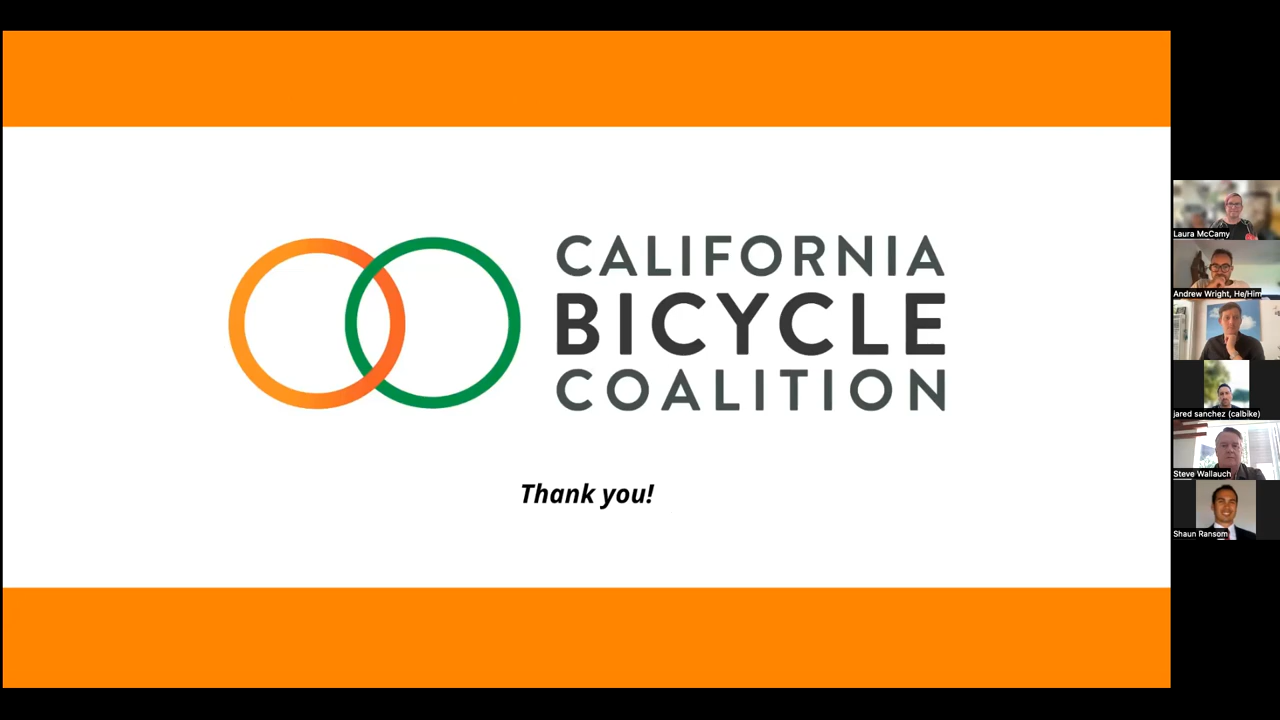 CALIFORNIA
BICYCLE
COALITION
Thank you!
Laura McCamy
Andrew Wright, He/Him
jared sanchez (calbike)
Steve Wallauch
Shaun Ransom